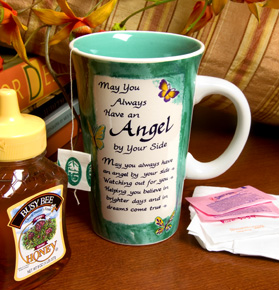 May You
Always
Have an
Angel
by Your Side
May you always have
an angel by your side
Watching out for you
Helping you believe in
brighter days and in
dreams come true
BUSY BEE
HONEY